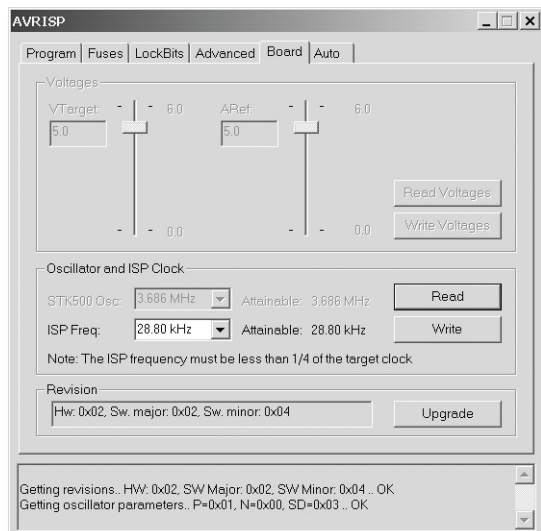 AVRISP
Program Fuses LockBits Advanced Board Auto
Voltages
VTarget: 6.0 ARef: 6.0
5.0 5.0
Read Voltages
0.0 0.0 Write Voltages
Oscillator and ISP Clock
STK500 Osc: 3.686 MHz Attainable: 3.686 MHz Read
ISP Freq: 28.80 kHz Attainable: 28.80 kHz Write
Note: The ISP frequency must be less than 1/4 of the target clock
Revision
Hw: 0x02, Sw. major: 0x02, Sw. minor: 0x04 Upgrade
Getting revisions.. HW: 0x02, SW Major: 0x02, SW Minor: 0x04 .. OK
Getting oscillator parameters.. P=0x01, N=0x00, SD=0x03 .. OK